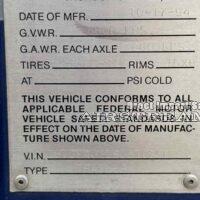 DATE OF MFR.
G.V.W.R.
G.A.W.R. EACH AXLE
TIRES RIMS
AT PSI COLD
THIS VEHICLE CONFORMS TO ALL
APPLICABLE FEDERAL MOTOR
VEHICLE SAFETY STANDARDS IN
EFFECT ON THE DATE OF MANUFAC-
TURE SHOWN ABOVE.
V.I.N.
TYPE